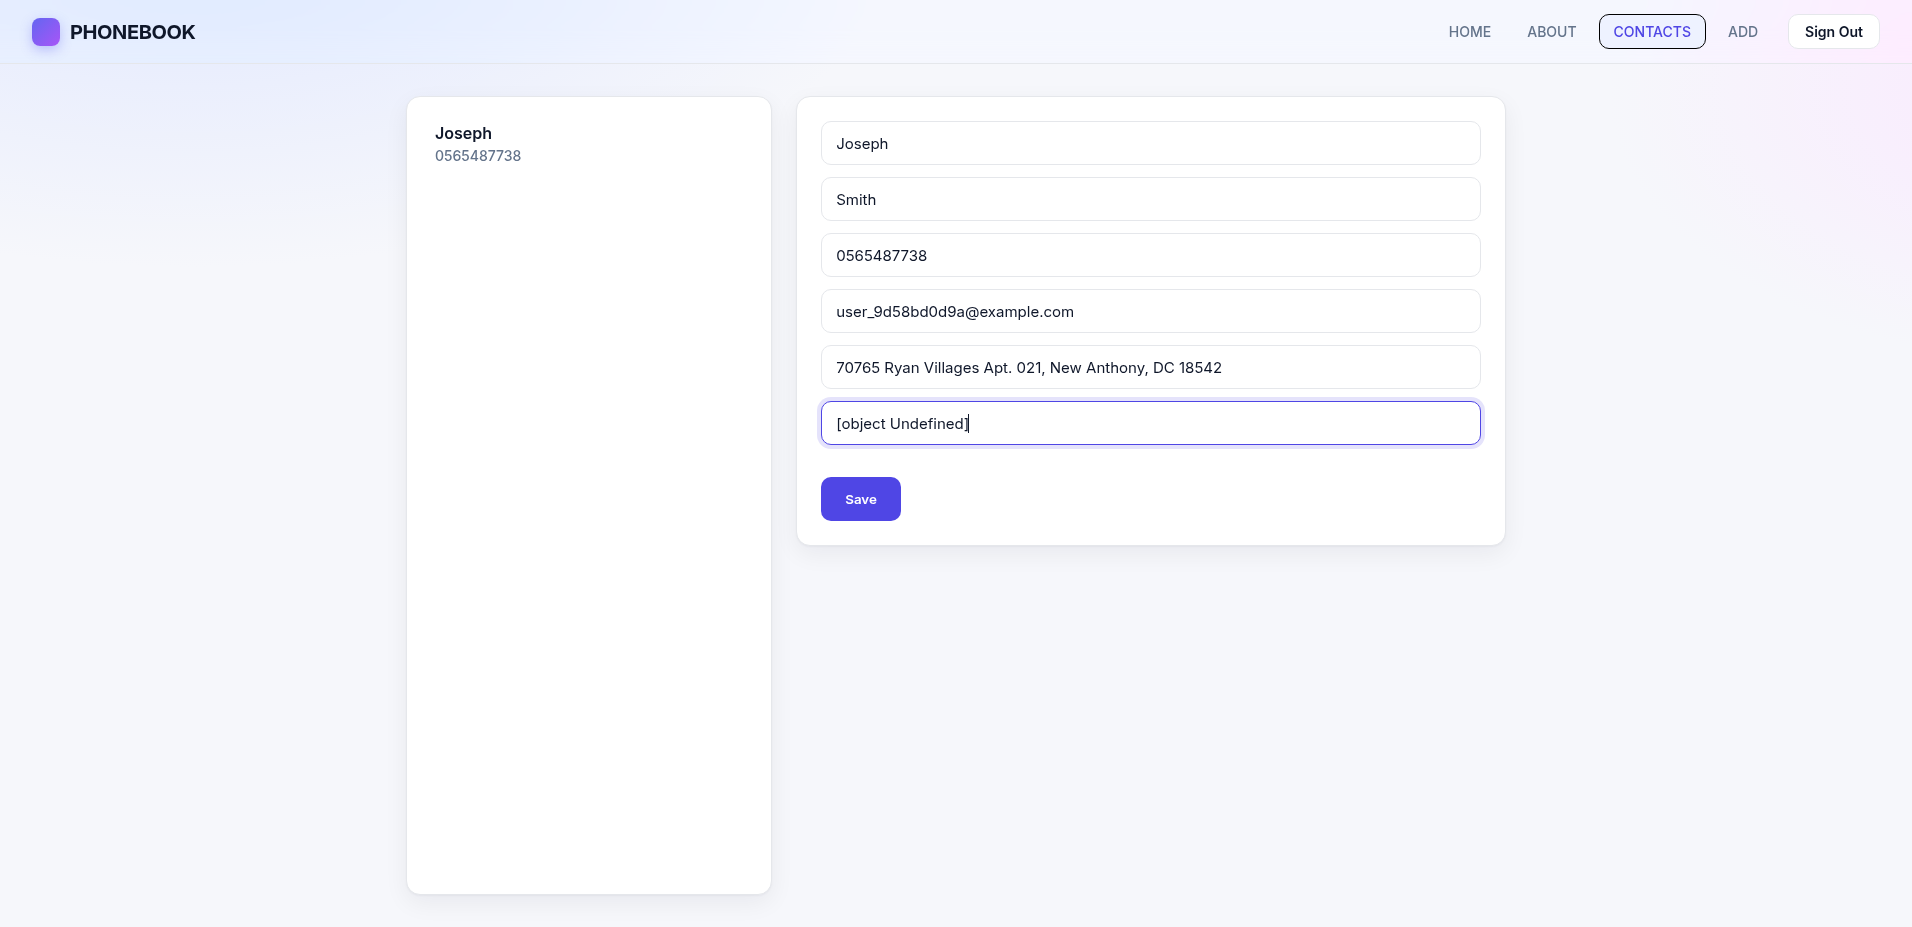 PHONEBOOK
HOME
ABOUT
CONTACTS
ADD
Sign Out
Joseph
0565487738
Joseph
Smith
0565487738
user_9d58bd0d9a@example.com
70765 Ryan Villages Apt. 021, New Anthony, DC 18542
[object Undefined]
Save